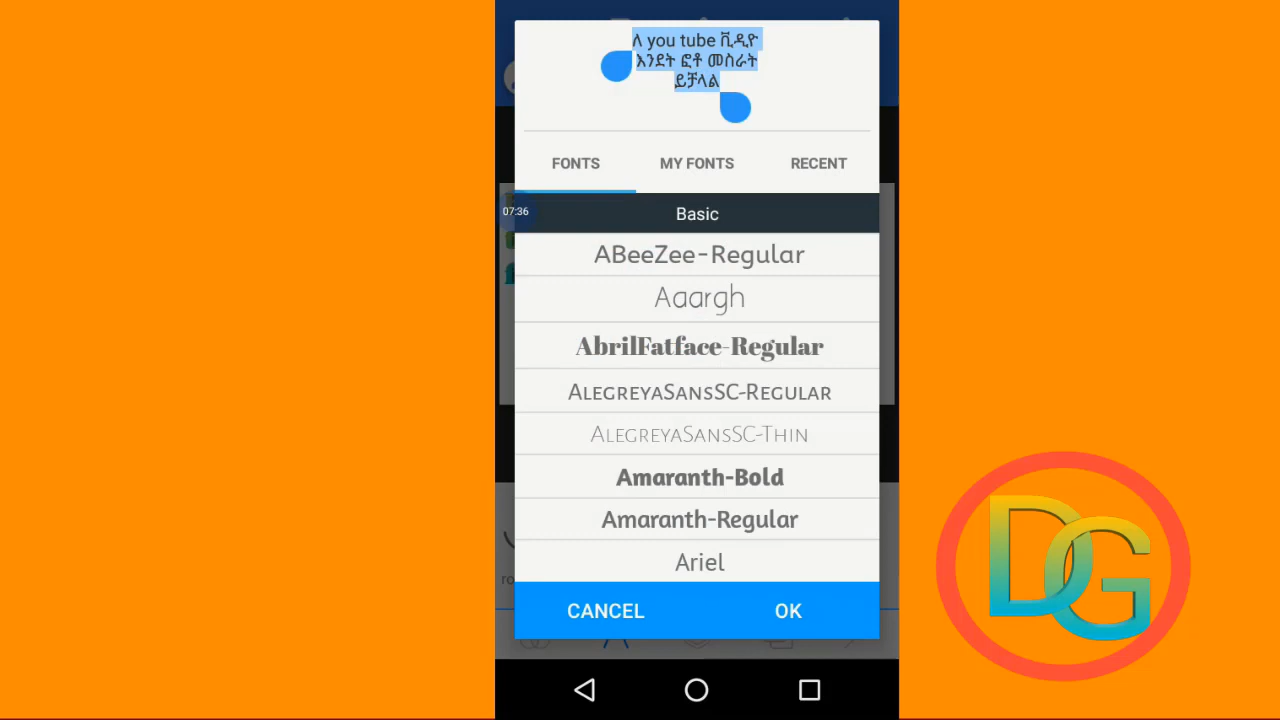 ለ you tube ቪዲዮ
እንደት ፎቶ መስራት
ይቻላል
FONTS MY FONTS RECENT
07:36
Basic
ABeeZee-Regular
Aaargh
AbrilFatface-Regular
AlegreyaSansSC-Regular
AlegreyaSansSC-Thin
Amaranth-Bold
Amaranth-Regular
Ariel
ro
CANCEL OK
DG